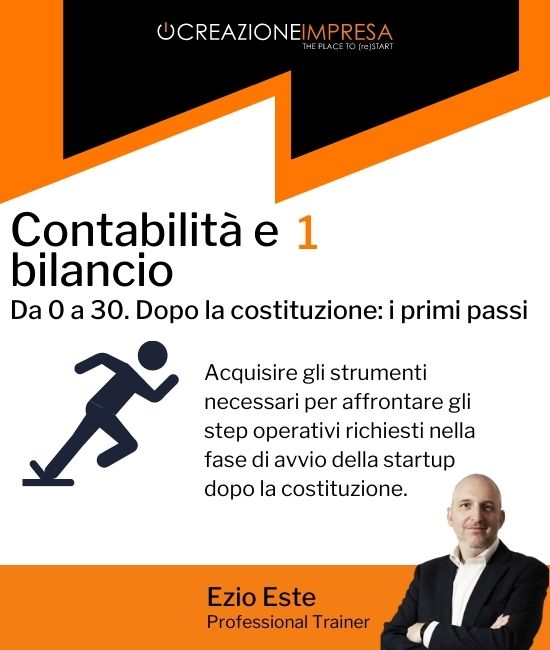 CREAZIONEIMPRESA
THE PLACE TO (re)START
Contabilità e 1
bilancio
Da 0 a 30. Dopo la costituzione: i primi passi
Acquisire gli strumenti
necessari per affrontare gli
step operativi richiesti nella
fase di avvio della startup
dopo la costituzione.
Ezio Este
Professional Trainer